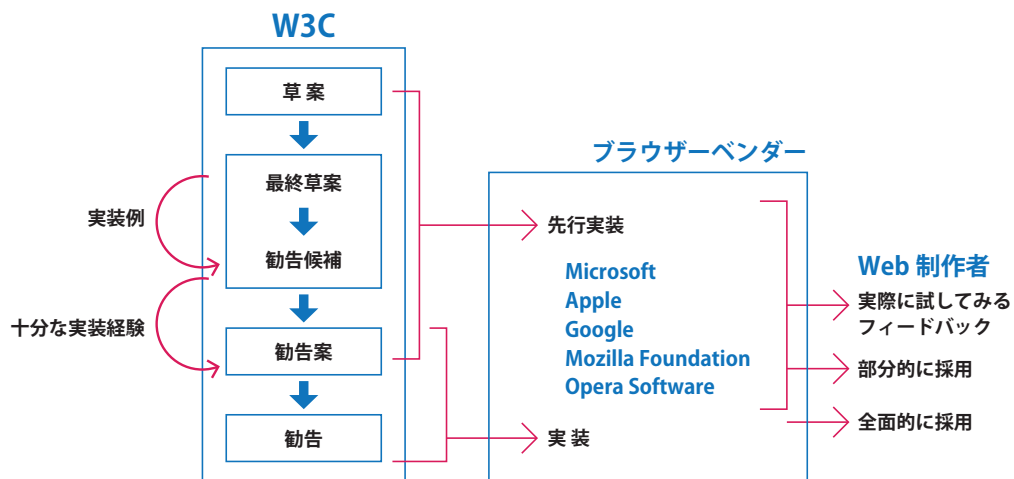 W3C
草 案
最終草案
勧告候補
勧告案
勧告
実装例
十分な実装経験
ブラウザーベンダー
先行実装
Microsoft
Apple
Google
Mozilla Foundation
Opera Software
実 装
Web 制作者
実際に試してみる
フィードバック
部分的に採用
全面的に採用